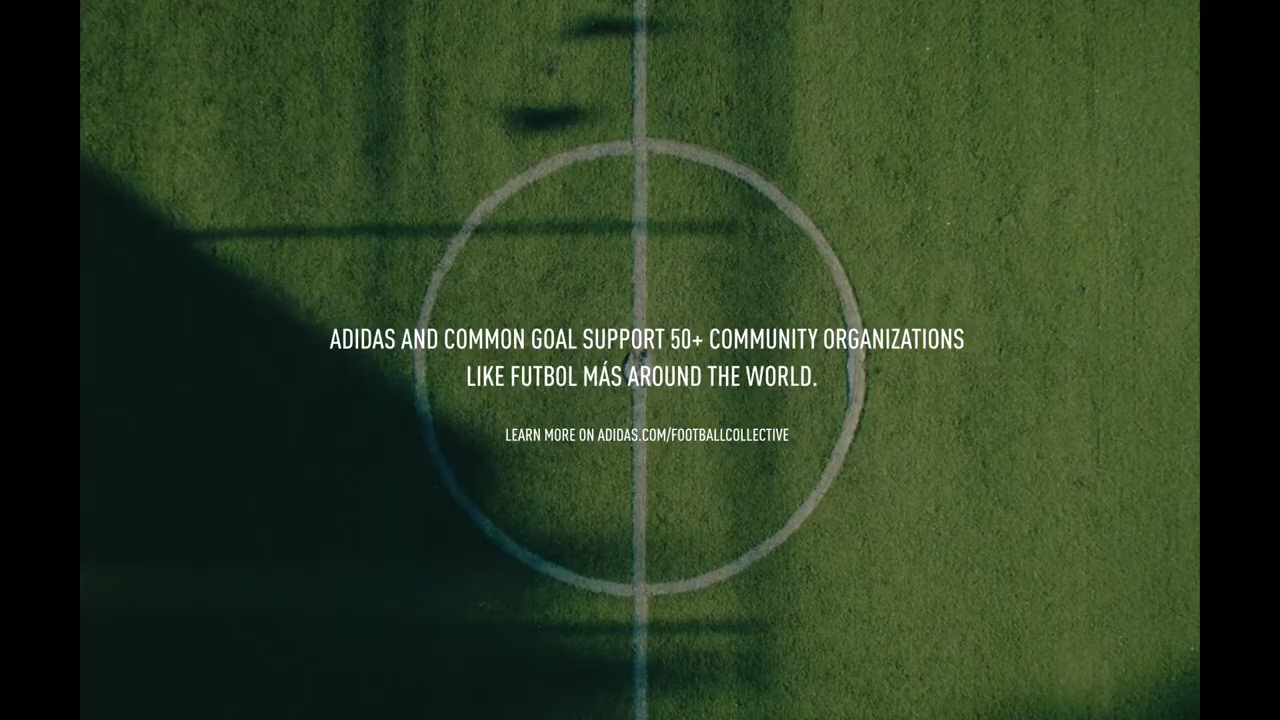 ADIDAS AND COMMON GOAL SUPPORT 50+ COMMUNITY ORGANIZATIONS
LIKE FUTBOL MÁS AROUND THE WORLD.
LEARN MORE ON ADIDAS.COM/FOOTBALLCOLLECTIVE